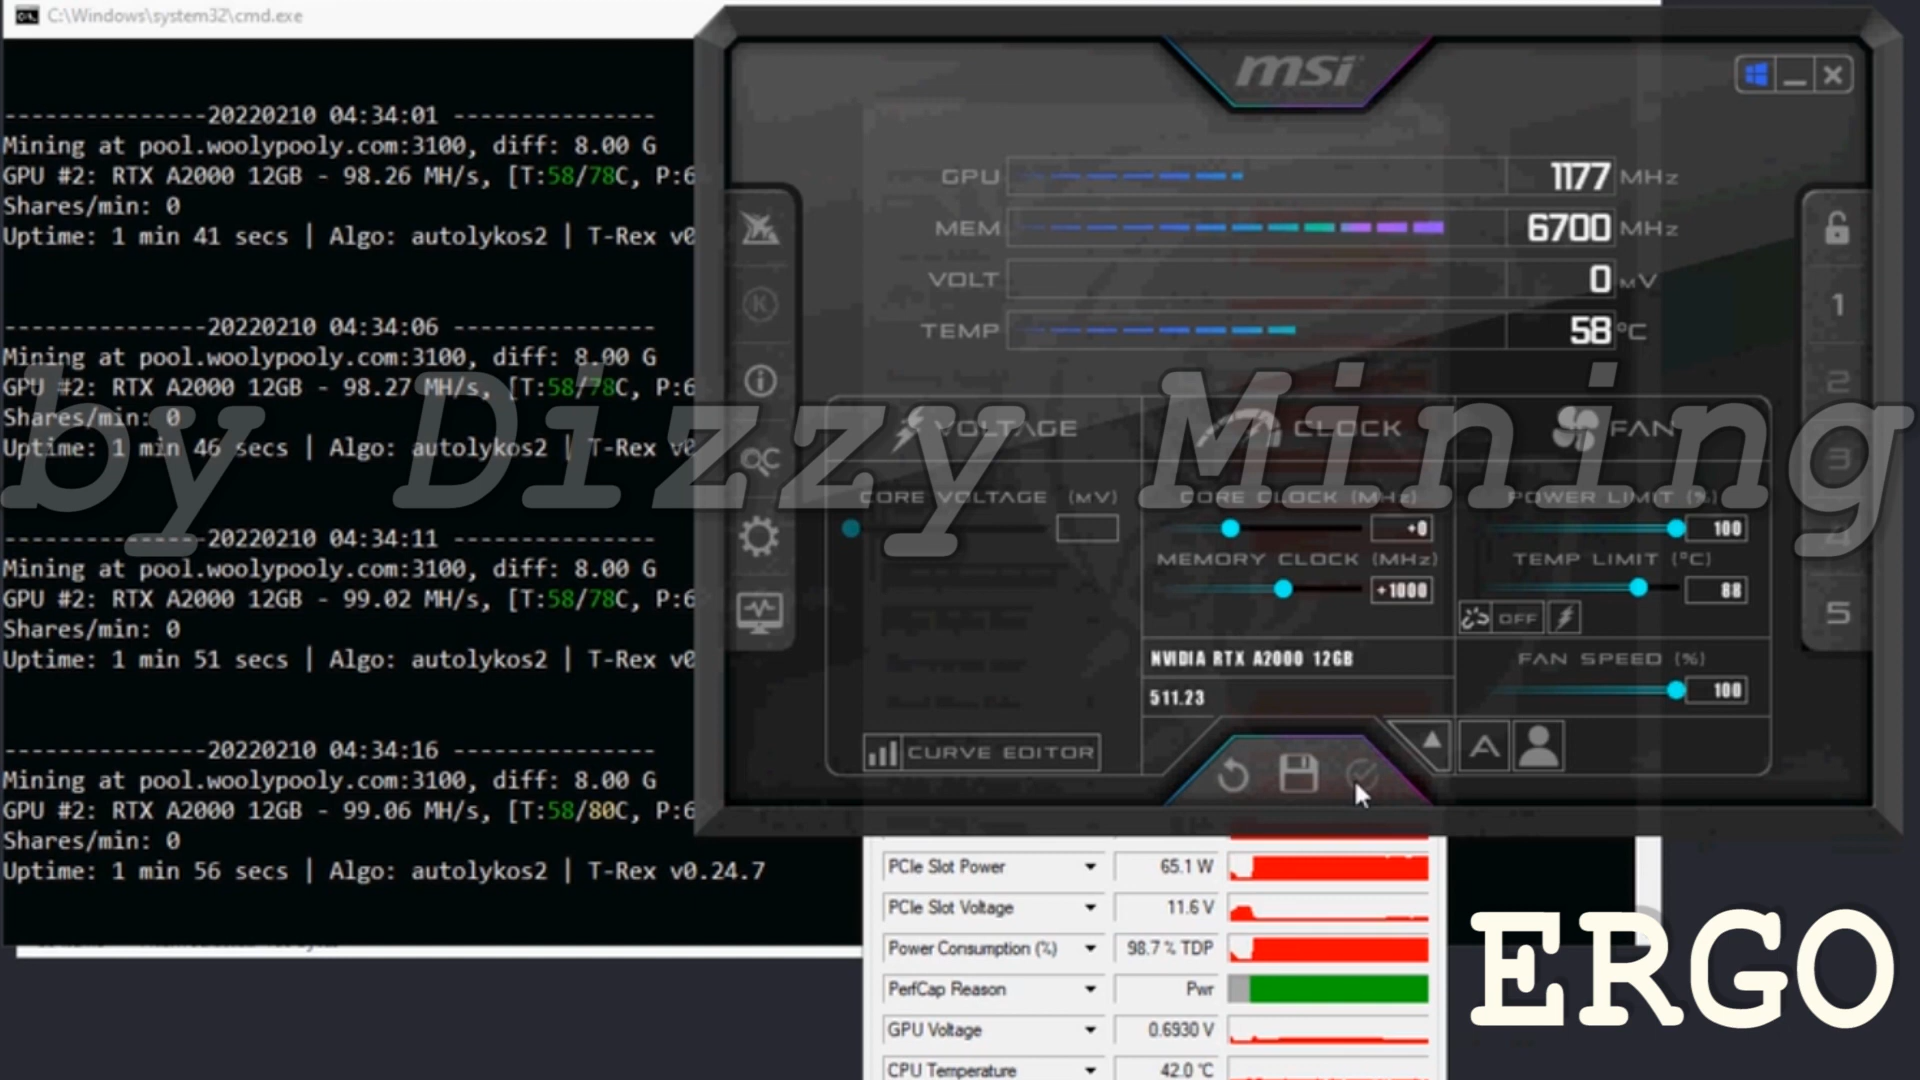 C:\Windows\system32\cmd.exe
---------------20220210 04:34:01 ---------------
Mining at pool.woolypooly.com:3100, diff: 8.00 G
GPU #2: RTX A2000 12GB - 98.26 MH/s, [T:58/78C, P:6
Shares/min: 0
Uptime: 1 min 41 secs | Algo: autolykos2 | T-Rex v0
---------------20220210 04:34:06 ---------------
Mining at pool.woolypooly.com:3100, diff: 8.00 G
GPU #2: RTX A2000 12GB - 98.27 MH/s, [T:58/78C, P:6
Shares/min: 0
Uptime: 1 min 46 secs | Algo: autolykos2 | T-Rex v0
---------------20220210 04:34:11 ---------------
Mining at pool.woolypooly.com:3100, diff: 8.00 G
GPU #2: RTX A2000 12GB - 99.02 MH/s, [T:58/78C, P:6
Shares/min: 0
Uptime: 1 min 51 secs | Algo: autolykos2 | T-Rex v0
---------------20220210 04:34:16 ---------------
Mining at pool.woolypooly.com:3100, diff: 8.00 G
GPU #2: RTX A2000 12GB - 99.06 MH/s, [T:58/80C, P:6
Shares/min: 0
Uptime: 1 min 56 secs | Algo: autolykos2 | T-Rex v0.24.7
msi
GPU 1177 MHz
MEM 6700 MHz
VOLT 0 mV
TEMP 58 °C
K
i
OC
1
2
3
4
5
by Dizzy Mining
VOLTAGE CLOCK FAN
CORE VOLTAGE (MV) CORE CLOCK (MHz) POWER LIMIT (%)
+0 100
MEMORY CLOCK (MHz) TEMP LIMIT (°C)
+1000 88
OFF
NVIDIA RTX A2000 12GB FAN SPEED (%)
511.23 100
CURVE EDITOR A
PCIe Slot Power 65.1 W
PCIe Slot Voltage 11.6 V
Power Consumption (%) 98.7 % TDP
PerfCap Reason Pwr
GPU Voltage 0.6930 V
CPU Temperature 42.0 °C
ERGO